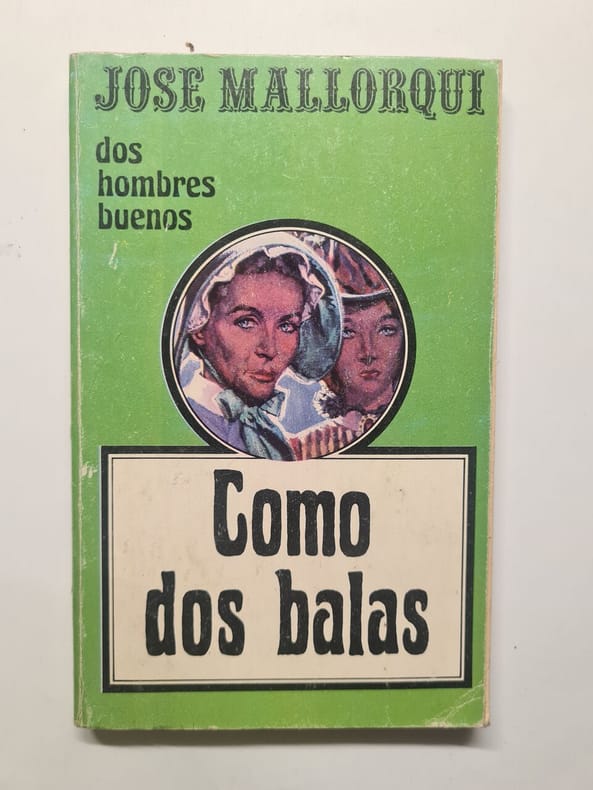 JOSE MALLORQUI
dos
hombres
buenos
Como
dos balas